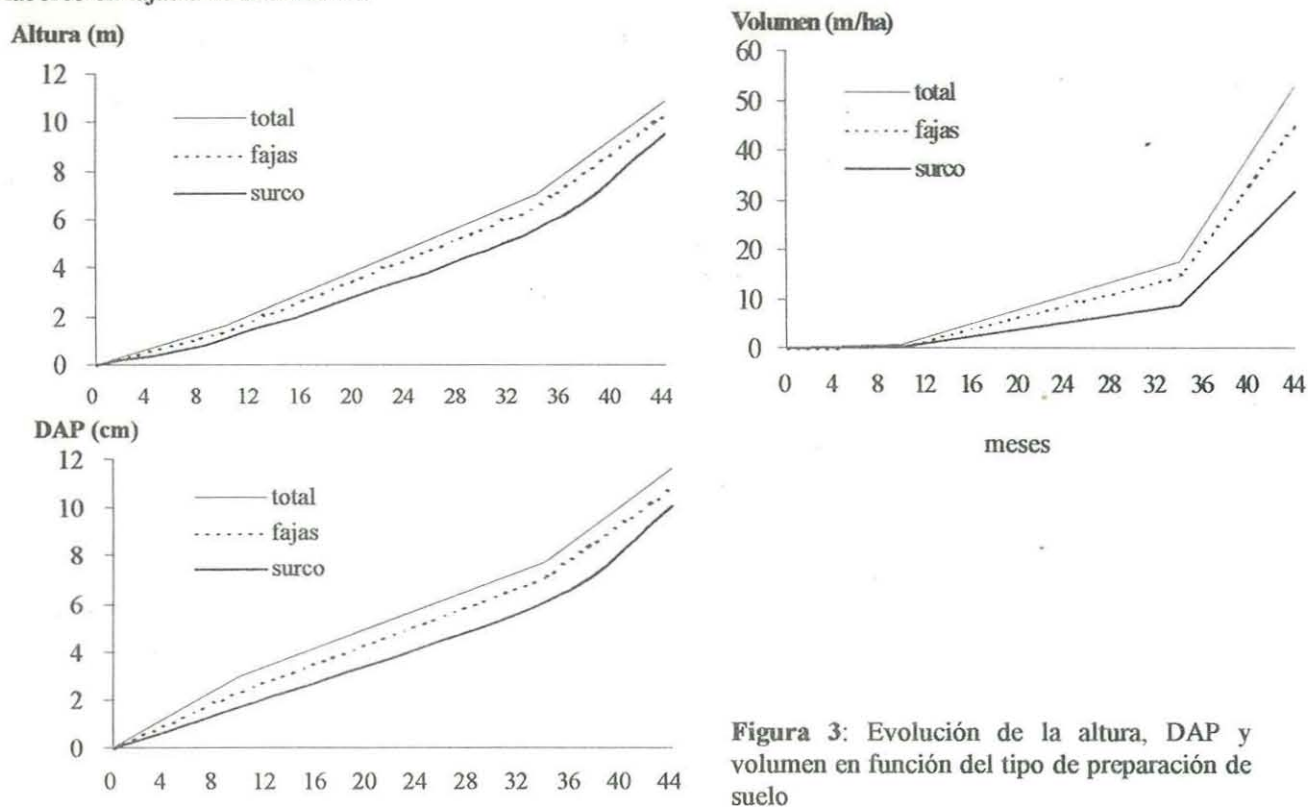 Altura (m)
12
10
8
6
4
2
0
total
fajas
surco
0 4 8 12 16 20 24 28 32 36 40 44
Volumen (m/ha)
60
50
40
30
20
10
0
total
fajas
surco
0 4 8 12 16 20 24 28 32 36 40 44
meses
DAP (cm)
12
10
8
6
4
2
0
total
fajas
surco
0 4 8 12 16 20 24 28 32 36 40 44
Figura 3: Evolución de la altura, DAP y
volumen en función del tipo de preparación de
suelo